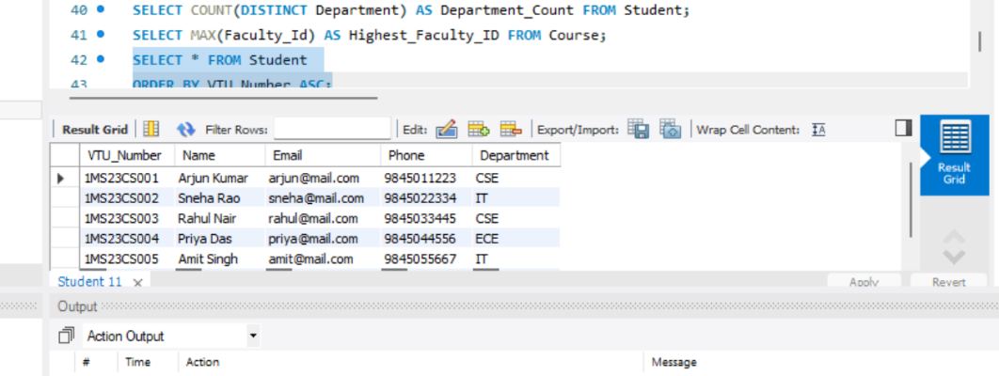 40 SELECT COUNT(DISTINCT Department) AS Department_Count FROM Student;
41 SELECT MAX(Faculty_Id) AS Highest_Faculty_ID FROM Course;
42 SELECT * FROM Student
43 ORDER BY VTU_Number ASC;
Result Grid Filter Rows: Edit: Export/Import: Wrap Cell Content:
VTU_Number Name Email Phone Department
1MS23CS001 Arjun Kumar arjun@mail.com 9845011223 CSE
1MS23CS002 Sneha Rao sneha@mail.com 9845022334 IT
1MS23CS003 Rahul Nair rahul@mail.com 9845033445 CSE
1MS23CS004 Priya Das priya@mail.com 9845044556 ECE
1MS23CS005 Amit Singh amit@mail.com 9845055667 IT
Result
Grid
Student 11 Apply Revert
Output
Action Output
# Time Action Message